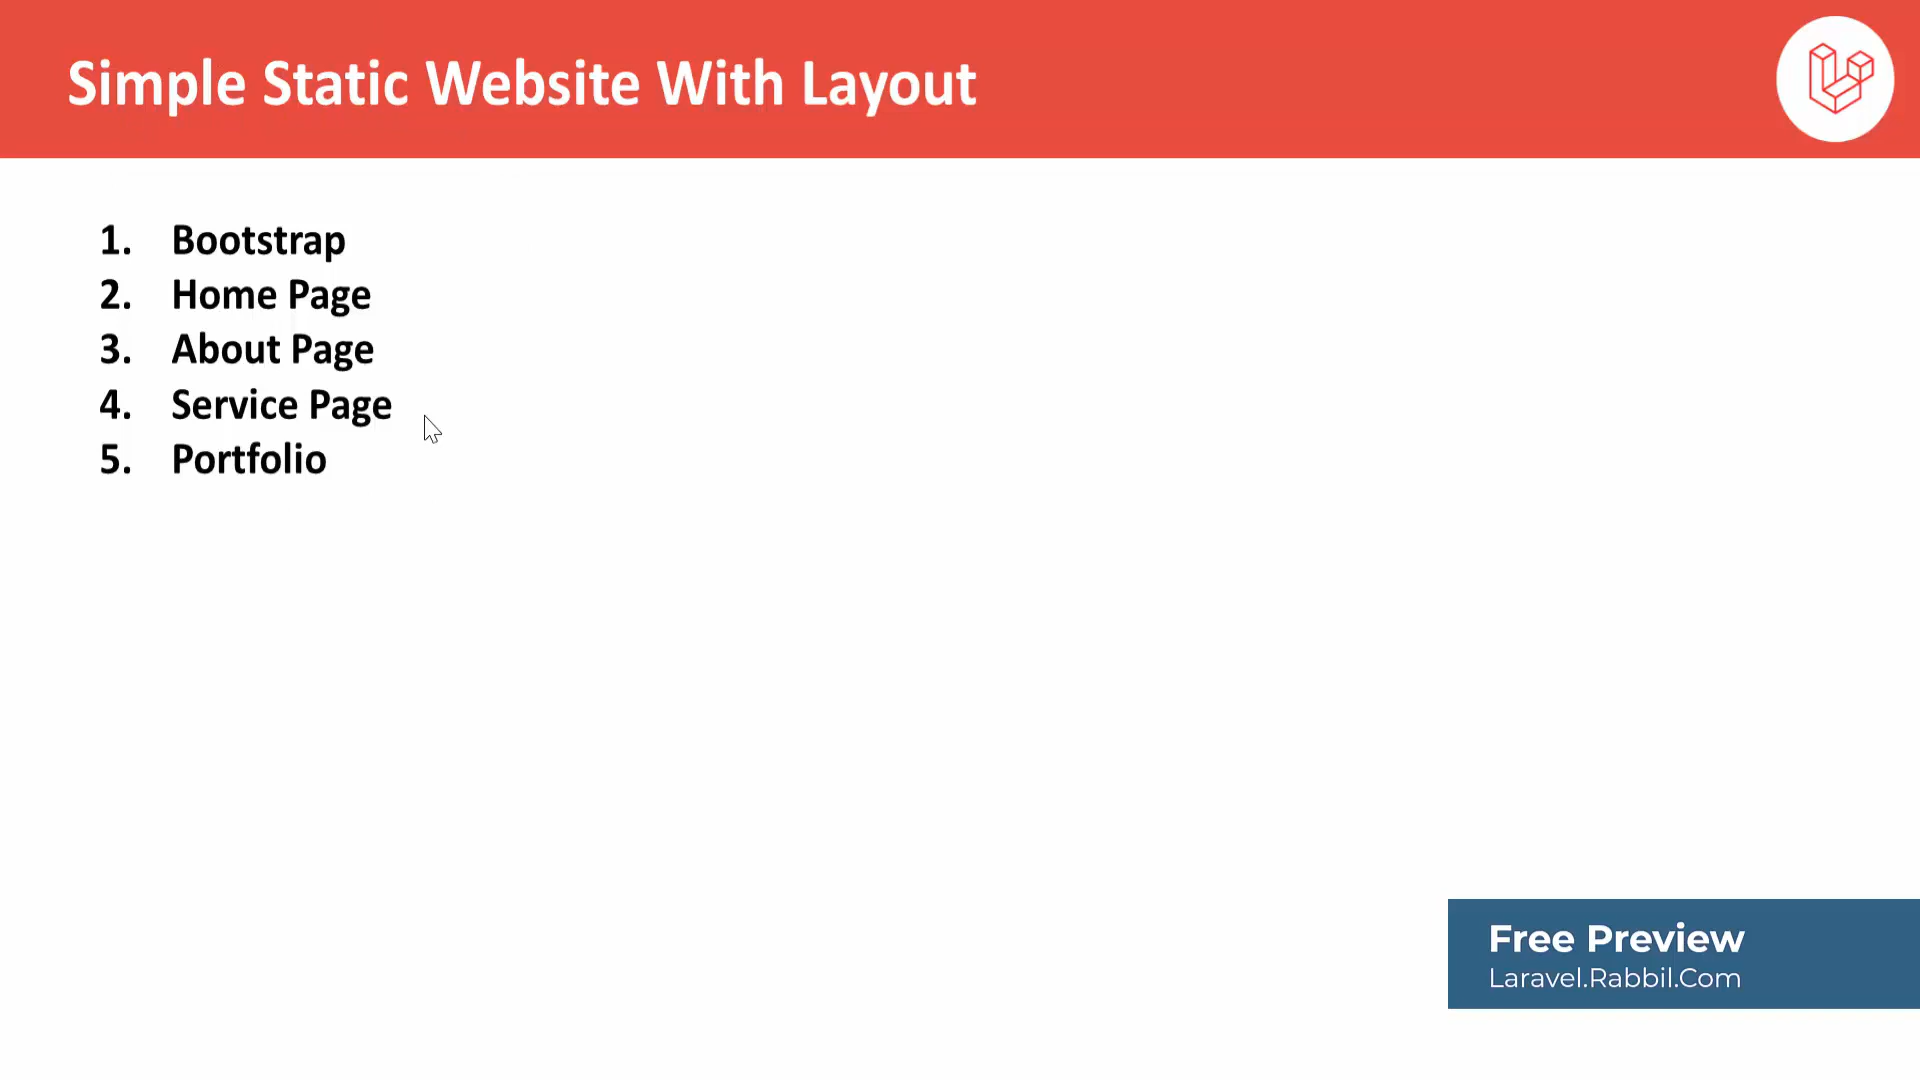 Simple Static Website With Layout
1. Bootstrap
2. Home Page
3. About Page
4. Service Page
5. Portfolio
Free Preview
Laravel.Rabbil.Com